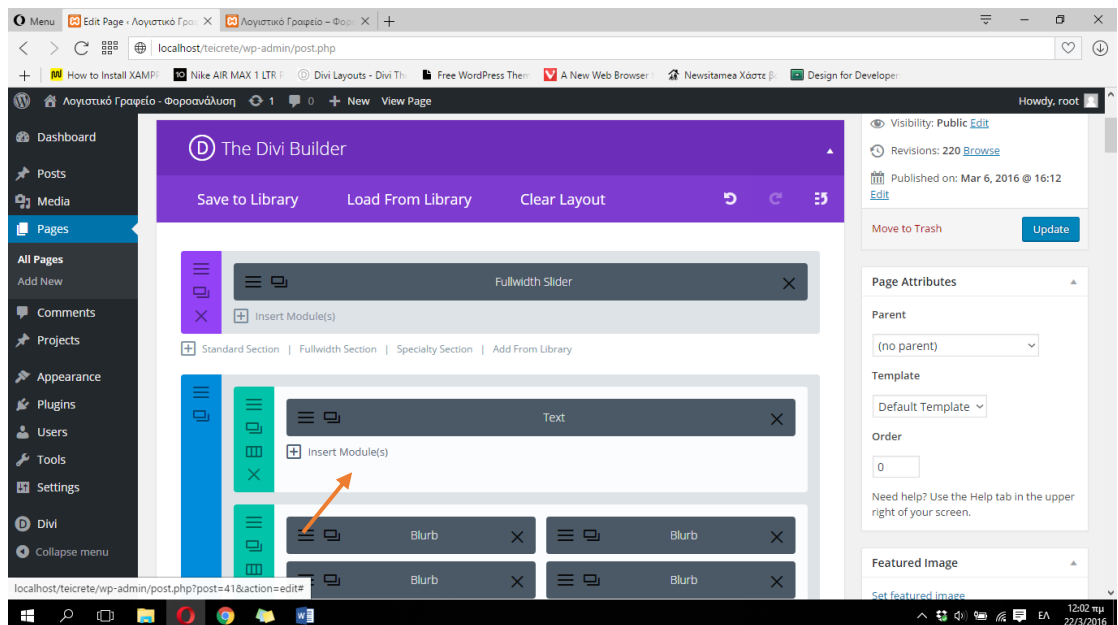 Menu
Edit Page ‹ Λογιστικό Γραφ
Λογιστικό Γραφείο – Φορο
localhost/teicrete/wp-admin/post.php
How to Install XAMPP
Nike AIR MAX 1 LTR
Divi Layouts - Divi Th
Free WordPress Them
A New Web Browser
Newsitamea Χάστε β
Design for Developer
Λογιστικό Γραφείο - Φοροανάλυση
1
0
New
View Page
Howdy, root
Dashboard
Posts
Media
Pages
All Pages
Add New
Comments
Projects
Appearance
Plugins
Users
Tools
Settings
Divi
Collapse menu
The Divi Builder
Save to Library
Load From Library
Clear Layout
Fullwidth Slider
Insert Module(s)
Standard Section | Fullwidth Section | Specialty Section | Add From Library
Text
Insert Module(s)
Blurb
Blurb
Blurb
Blurb
Visibility: Public Edit
Revisions: 220 Browse
Published on: Mar 6, 2016 @ 16:12
Edit
Move to Trash
Update
Page Attributes
Parent
(no parent)
Template
Default Template
Order
0
Need help? Use the Help tab in the upper
right of your screen.
Featured Image
Set featured image
localhost/teicrete/wp-admin/post.php?post=41&action=edit#
ΕΛ
12:02 πμ
22/3/2016